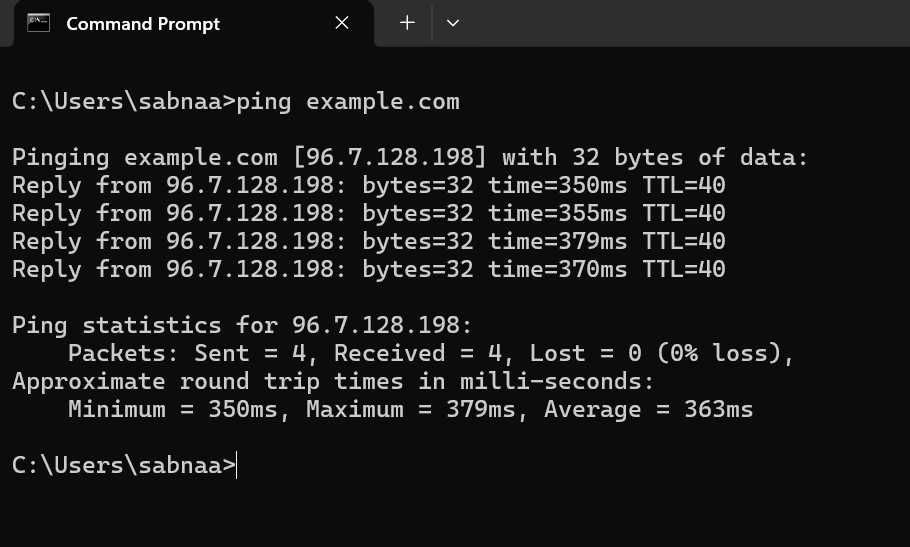 Command Prompt
C:\Users\sabnaa>ping example.com
Pinging example.com [96.7.128.198] with 32 bytes of data:
Reply from 96.7.128.198: bytes=32 time=350ms TTL=40
Reply from 96.7.128.198: bytes=32 time=355ms TTL=40
Reply from 96.7.128.198: bytes=32 time=379ms TTL=40
Reply from 96.7.128.198: bytes=32 time=370ms TTL=40
Ping statistics for 96.7.128.198:
    Packets: Sent = 4, Received = 4, Lost = 0 (0% loss),
Approximate round trip times in milli-seconds:
    Minimum = 350ms, Maximum = 379ms, Average = 363ms
C:\Users\sabnaa>